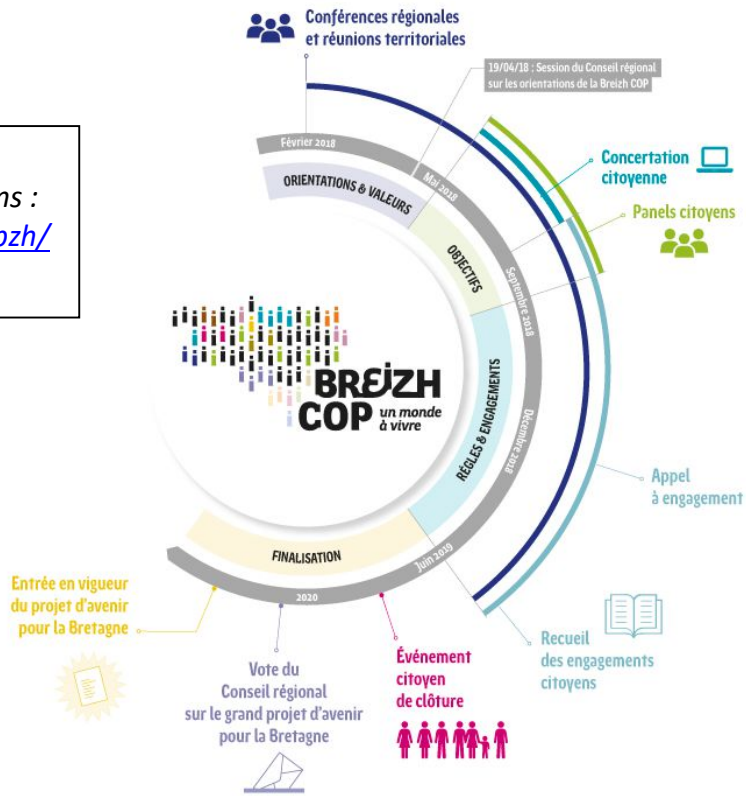 Conférences régionales
et réunions territoriales
19/04/18 : Session du Conseil régional
sur les orientations de la Breizh COP
ns :
bzh/
Février 2018
Mai 2018
Septembre 2018
Décembre 2018
Juin 2019
2020
ORIENTATIONS & VALEURS
OBJECTIFS
RÈGLES & ENGAGEMENTS
FINALISATION
Concertation
citoyenne
Panels citoyens
BREIZH
COP un monde
à vivre
Appel
à engagement
Recueil
des engagements
citoyens
Événement
citoyen
de clôture
Vote du
Conseil régional
sur le grand projet d'avenir
pour la Bretagne
Entrée en vigueur
du projet d'avenir
pour la Bretagne